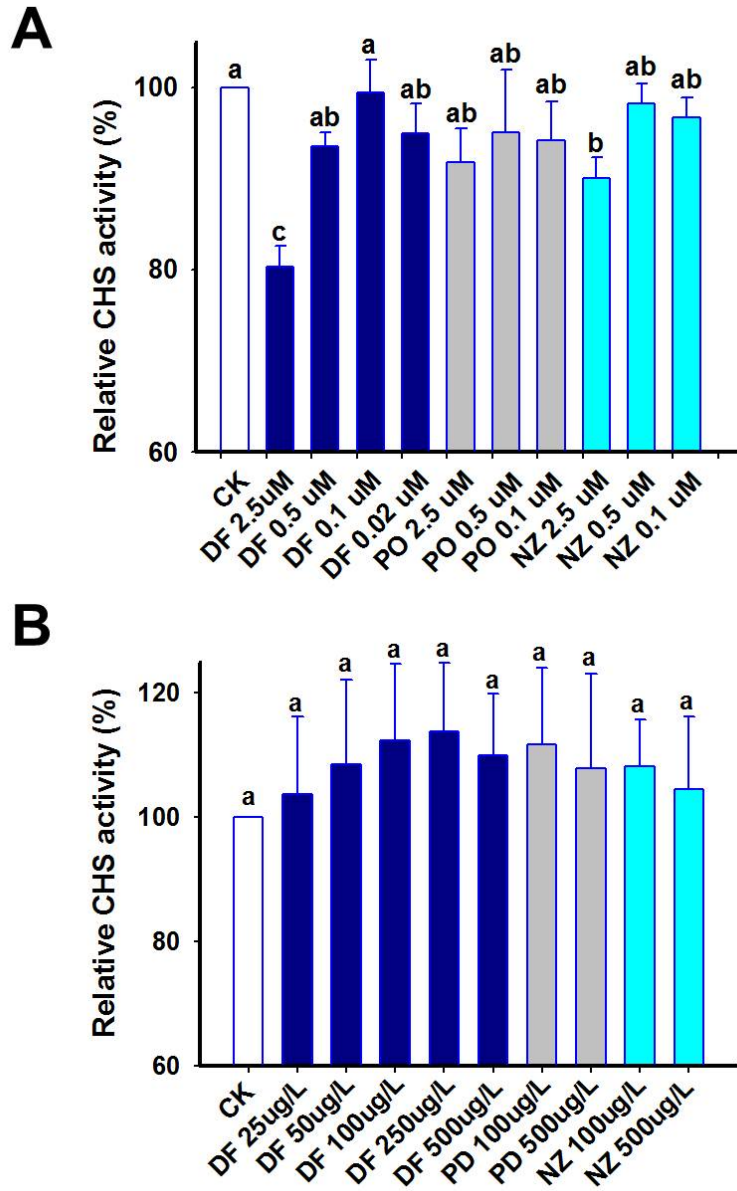 A
Relative CHS activity (%)
100
80
60
a
c
ab
a
ab
ab
ab
ab
b
ab
ab
CK
DF 2.5uM
DF 0.5 uM
DF 0.1 uM
DF 0.02 uM
PO 2.5 uM
PO 0.5 uM
PO 0.1 uM
NZ 2.5 uM
NZ 0.5 uM
NZ 0.1 uM
B
Relative CHS activity (%)
120
100
80
60
a
a
a
a
a
a
a
a
a
a
CK
DF 25ug/L
DF 50ug/L
DF 100ug/L
DF 250ug/L
DF 500ug/L
PD 100ug/L
PD 500ug/L
NZ 100ug/L
NZ 500ug/L